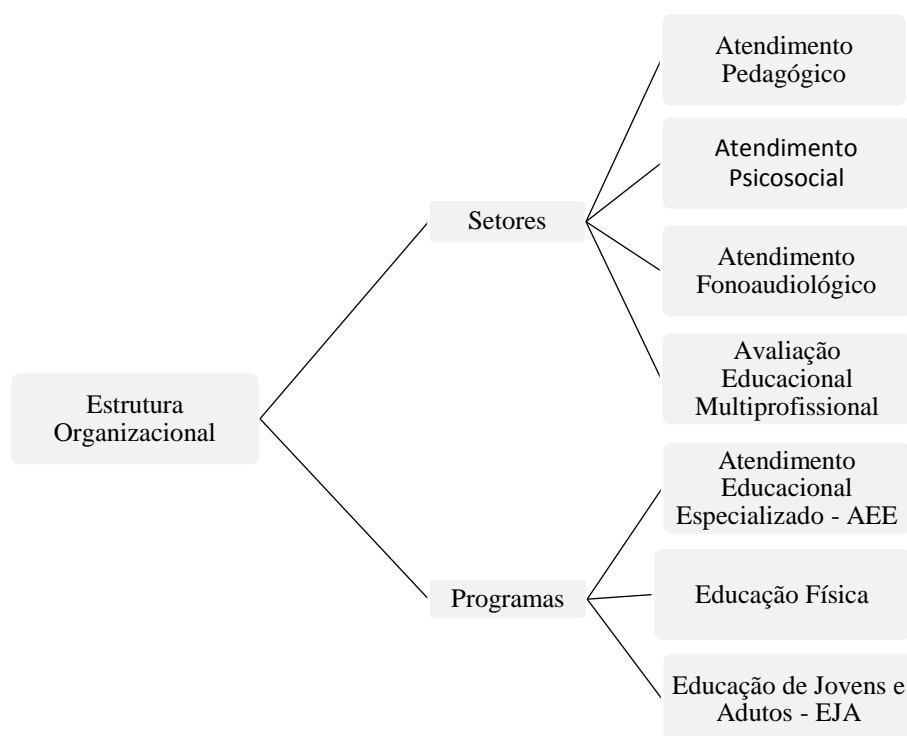 Atendimento
Pedagógico
Atendimento
Psicosocial
Setores
Atendimento
Fonoaudiológico
Avaliação
Educacional
Multiprofissional
Estrutura
Organizacional
Atendimento
Educacional
Especializado - AEE
Programas
Educação Física
Educação de Jovens e
Adutos - EJA